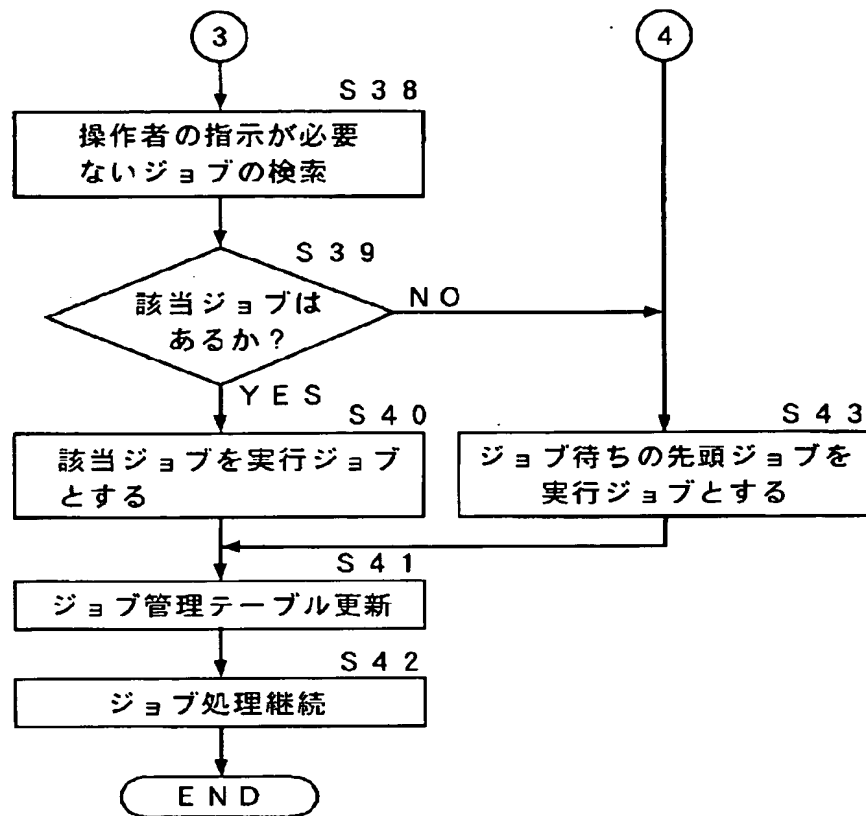 3
4
S38
操作者の指示が必要
ないジョブの検索
S39
該当ジョブは
あるか?
NO
YES
S40
該当ジョブを実行ジョブ
とする
S43
ジョブ待ちの先頭ジョブを
実行ジョブとする
S41
ジョブ管理テーブル更新
S42
ジョブ処理継続
END